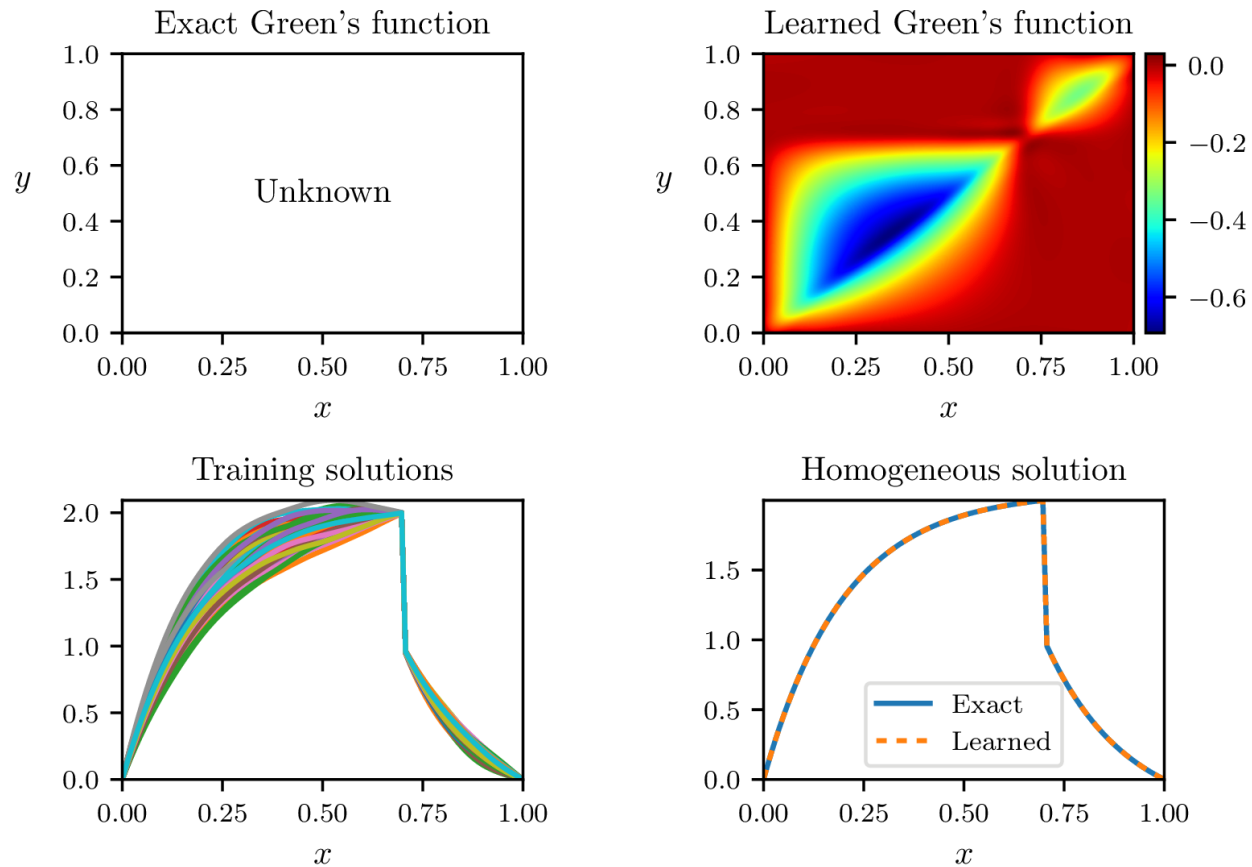 Exact Green's function
1.0
0.8
0.6
0.4
0.2
0.0
y
Unknown
0.00 0.25 0.50 0.75 1.00
x
Learned Green's function
1.0
0.8
0.6
0.4
0.2
0.0
y
0.00 0.25 0.50 0.75 1.00
x
0.0
−0.2
−0.4
−0.6
Training solutions
2.0
1.5
1.0
0.5
0.0
0.00 0.25 0.50 0.75 1.00
x
Homogeneous solution
1.5
1.0
0.5
0.0
Exact
Learned
0.00 0.25 0.50 0.75 1.00
x